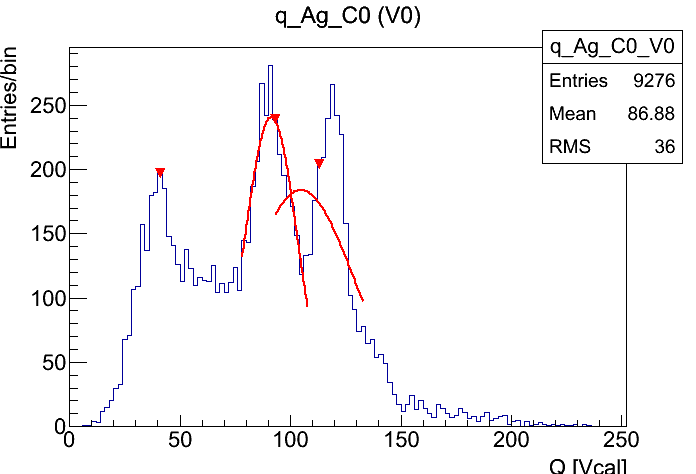 q_Ag_C0 (V0)
q_Ag_C0_V0
Entries 9276
Mean 86.88
RMS 36
Entries/bin
250
200
150
100
50
0
0 50 100 150 200 250
Q [Vcal]